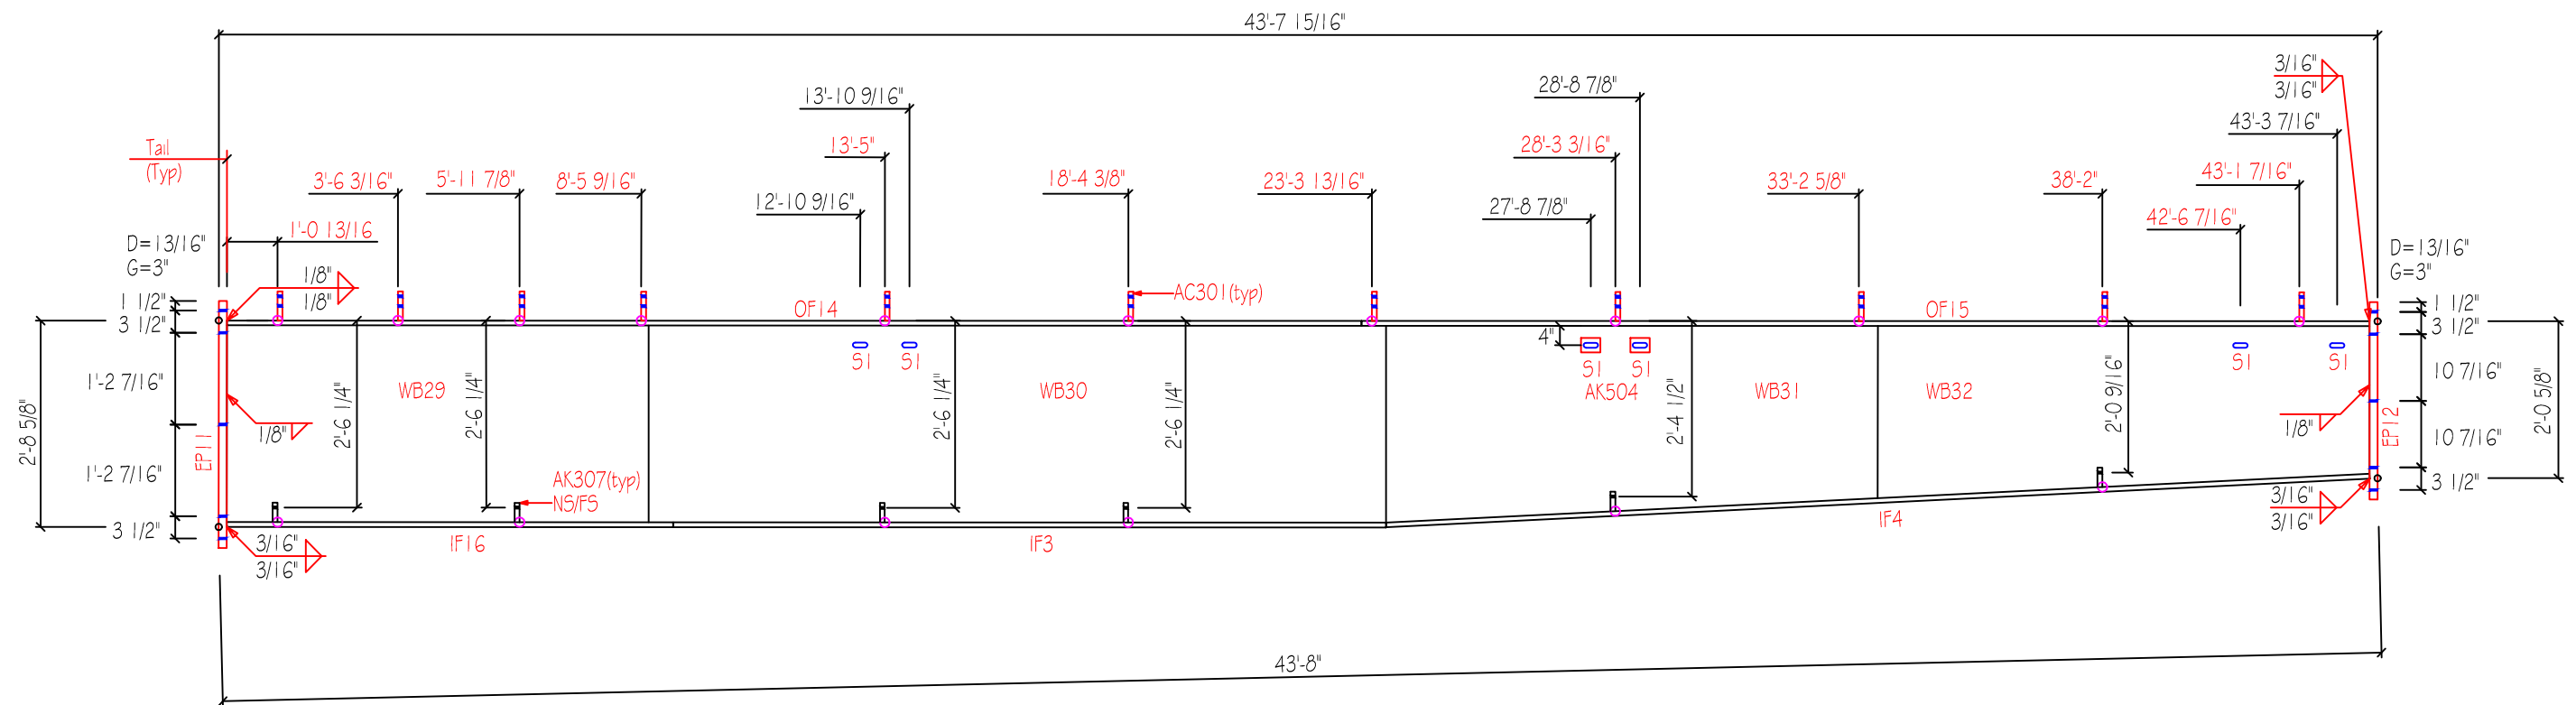 43'-7 15/16"
3/16"
3/16"
28'-8 7/8"
13'-10 9/16"
43'-3 7/16"
Tail
(Typ)
13'-5"
28'-3 3/16"
3'-6 3/16"
5'-11 7/8"
8'-5 9/16"
18'-4 3/8"
23'-3 13/16"
33'-2 5/8"
38'-2"
43'-1 7/16"
12'-10 9/16"
27'-8 7/8"
42'-6 7/16"
1'-0 13/16
D=13/16"
G=3"
D=13/16"
G=3"
1/8"
1/8"
AC301(typ)
1 1/2"
OF14
OF15
1 1/2"
3 1/2"
3 1/2"
4"
S1
S1
S1
S1
S1
S1
1'-2 7/16"
WB29
WB30
AK504
WB31
WB32
10 7/16"
2'-8 5/8"
EP11
1/8"
2'-6 1/4"
2'-6 1/4"
2'-6 1/4"
2'-6 1/4"
2'-4 1/2"
2'-0 9/16"
1/8"
EP12
2'-0 5/8"
10 7/16"
1'-2 7/16"
AK307(typ)
NS/FS
3 1/2"
3/16"
3/16"
3 1/2"
3/16"
3/16"
IF16
IF3
IF4
43'-8"